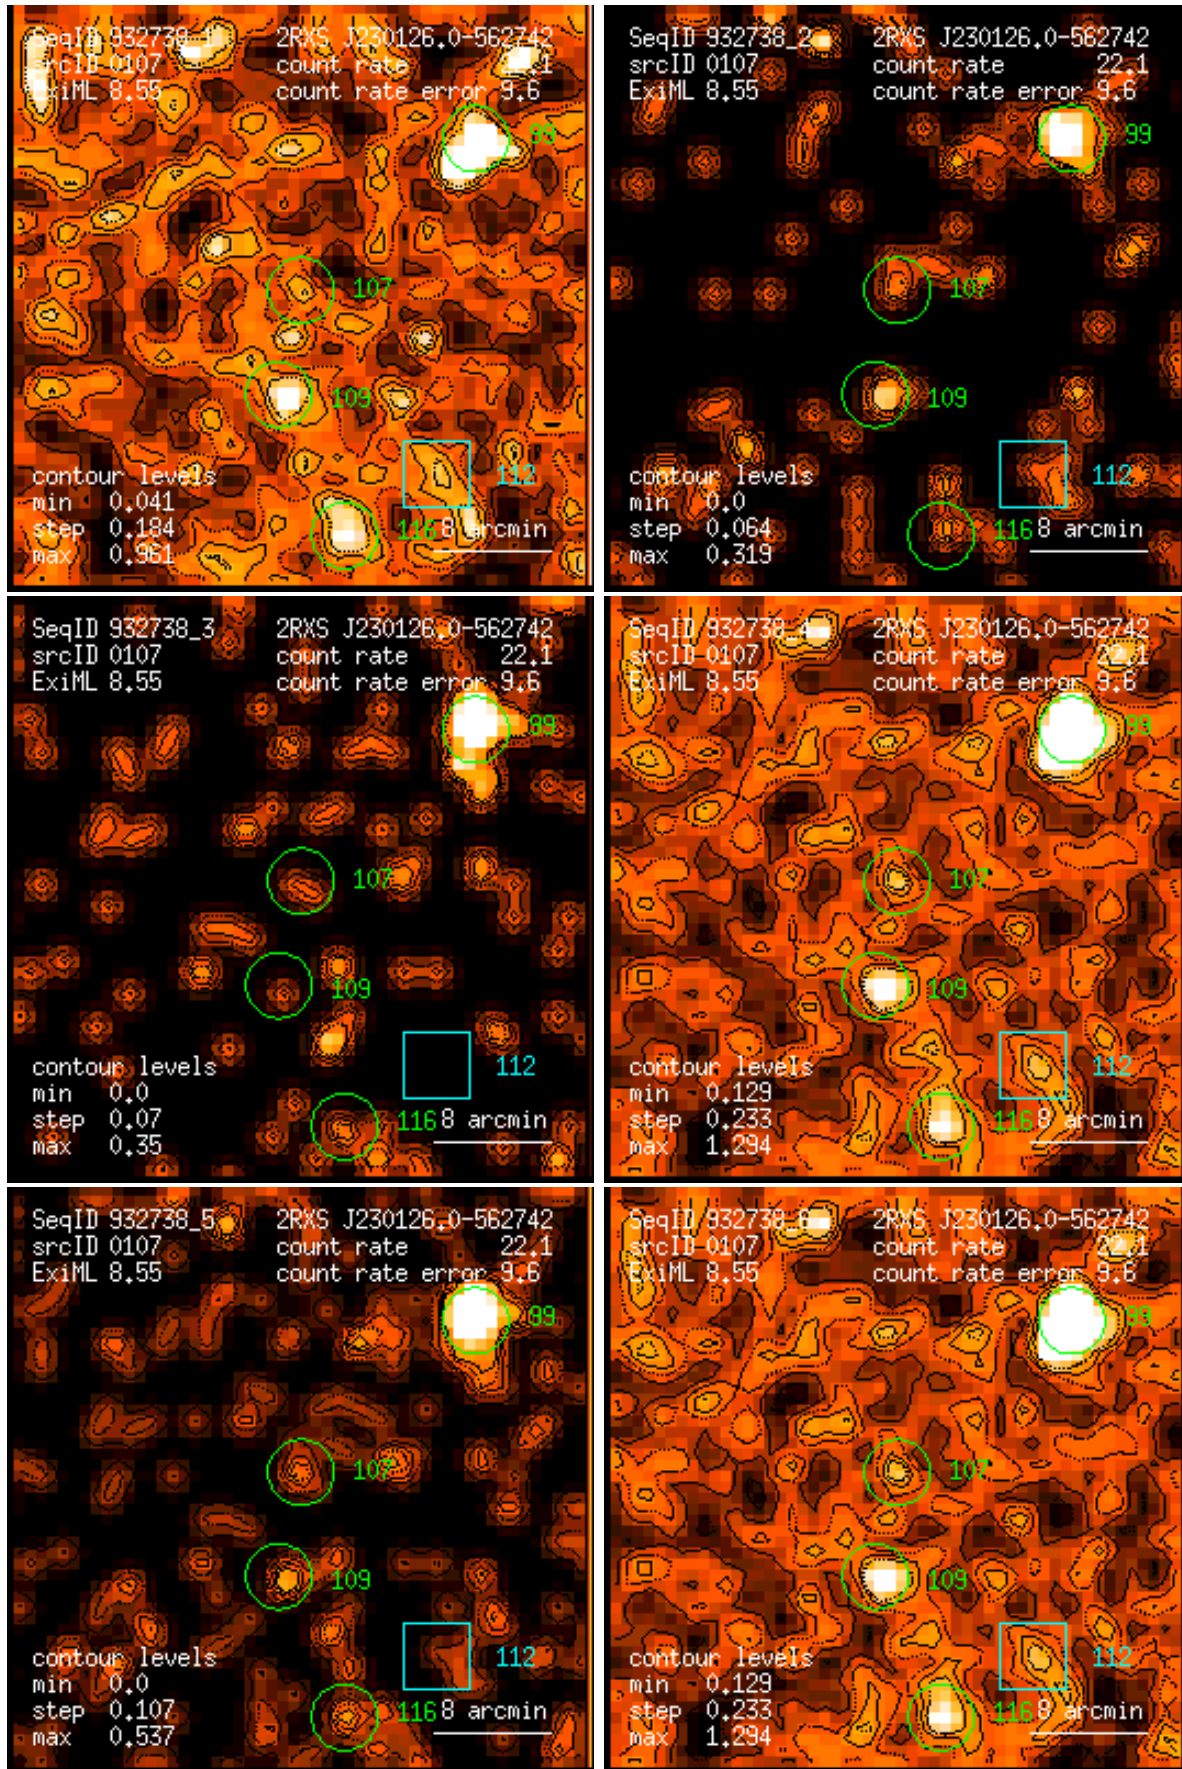 SeqID 932738_1 2RXS J230126.0-562742
srcID 0107 count rate 22.1
ExiML 8.55 count rate error 9.6
99
107
109
contour levels 112
min 0.041
step 0.184 116 8 arcmin
max 0.961
SeqID 932738_2 2RXS J230126.0-562742
srcID 0107 count rate 22.1
ExiML 8.55 count rate error 9.6
99
107
109
contour levels 112
min 0.0
step 0.064 116 8 arcmin
max 0.319
SeqID 932738_3 2RXS J230126.0-562742
srcID 0107 count rate 22.1
ExiML 8.55 count rate error 9.6
99
107
109
contour levels 112
min 0.0
step 0.07 116 8 arcmin
max 0.35
SeqID 932738_4 2RXS J230126.0-562742
srcID 0107 count rate 22.1
ExiML 8.55 count rate error 9.6
99
107
109
contour levels 112
min 0.129
step 0.233 116 8 arcmin
max 1.294
SeqID 932738_5 2RXS J230126.0-562742
srcID 0107 count rate 22.1
ExiML 8.55 count rate error 9.6
99
107
109
contour levels 112
min 0.0
step 0.107 116 8 arcmin
max 0.537
SeqID 932738_6 2RXS J230126.0-562742
srcID 0107 count rate 22.1
ExiML 8.55 count rate error 9.6
99
107
109
contour levels 112
min 0.129
step 0.233 116 8 arcmin
max 1.294